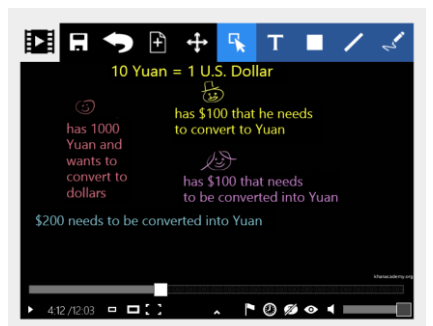 T
10 Yuan = 1 U.S. Dollar
has $100 that he needs
to convert to Yuan
has 1000
Yuan and
wants to
convert to
dollars
has $100 that needs
to be converted into Yuan
$200 needs to be converted into Yuan
khanacademy.org
4:12 /12:03